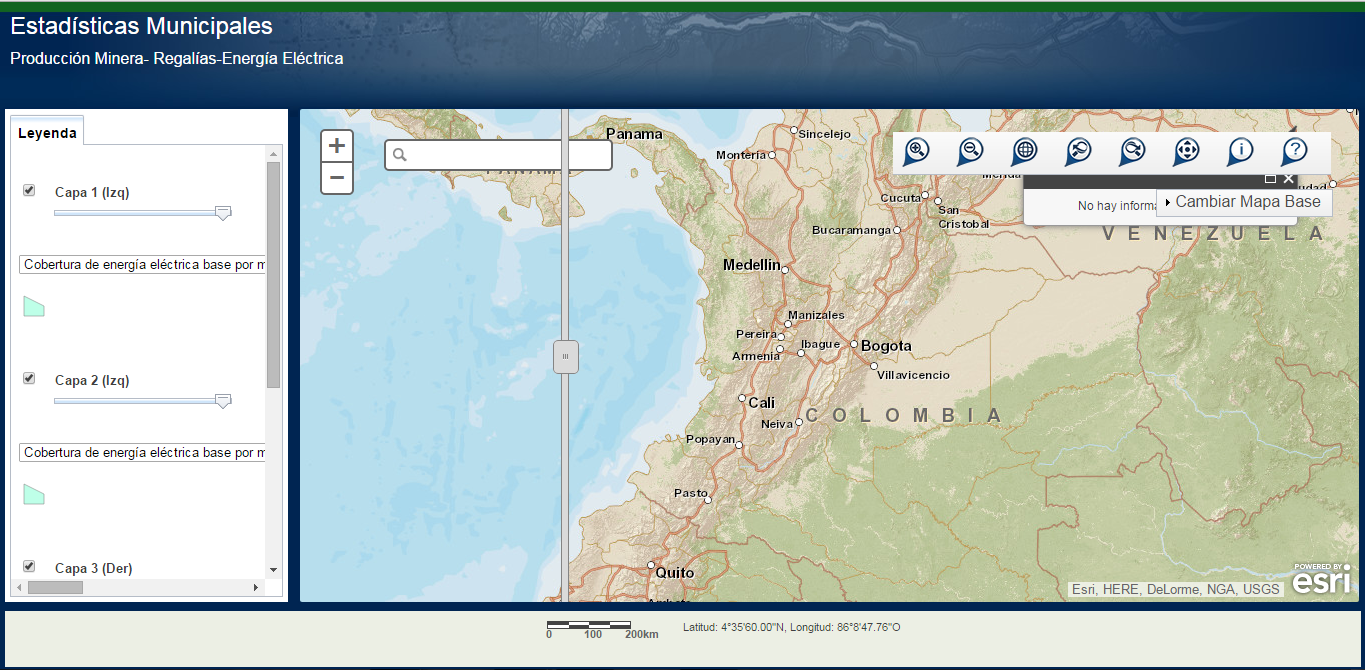 Estadísticas Municipales
Producción Minera- Regalías-Energía Eléctrica
Leyenda
Capa 1 (Izq)
Cobertura de energía eléctrica base por m
Capa 2 (Izq)
Cobertura de energía eléctrica base por m
Capa 3 (Der)
+
−
Panama
PANAMA
Sincelejo
Monteria
Merida
i
?
No hay informa
Cambiar Mapa Base
Cucuta
San
Cristobal
Bucaramanga
VENEZUELA
Medellin
Manizales
Pereira
Armenia
Ibague
Bogota
Villavicencio
Cali
COLOMBIA
Neiva
Popayan
Pasto
Quito
Ambato
Esri, HERE, DeLorme, NGA, USGS
POWERED BY
esri
0 100 200km
Latitud: 4°35'60.00"N, Longitud: 86°8'47.76"O